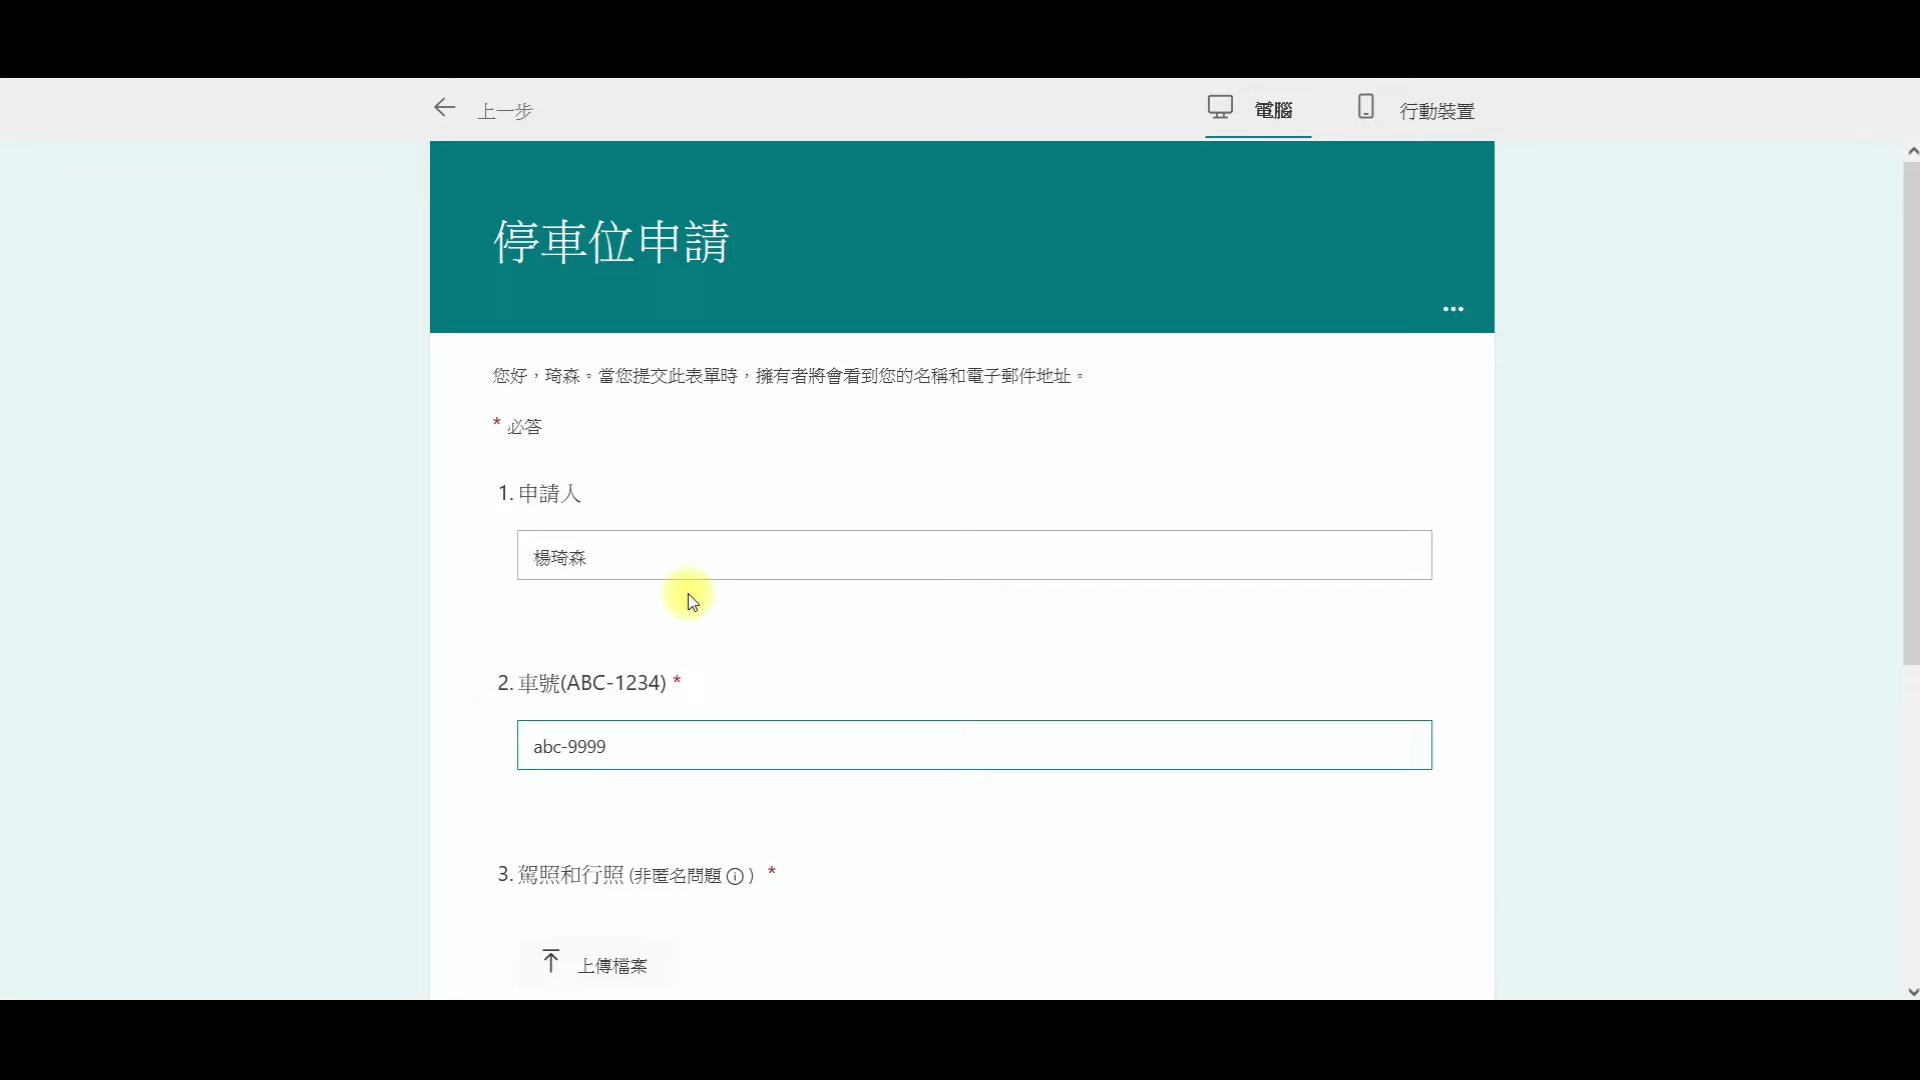 上一步
電腦
行動裝置
停車位申請
您好，琦森。當您提交此表單時，擁有者將會看到您的名稱和電子郵件地址。
* 必答
1. 申請人
楊琦森
2. 車號(ABC-1234) *
abc-9999
3. 駕照和行照 (非匿名問題) *
上傳檔案